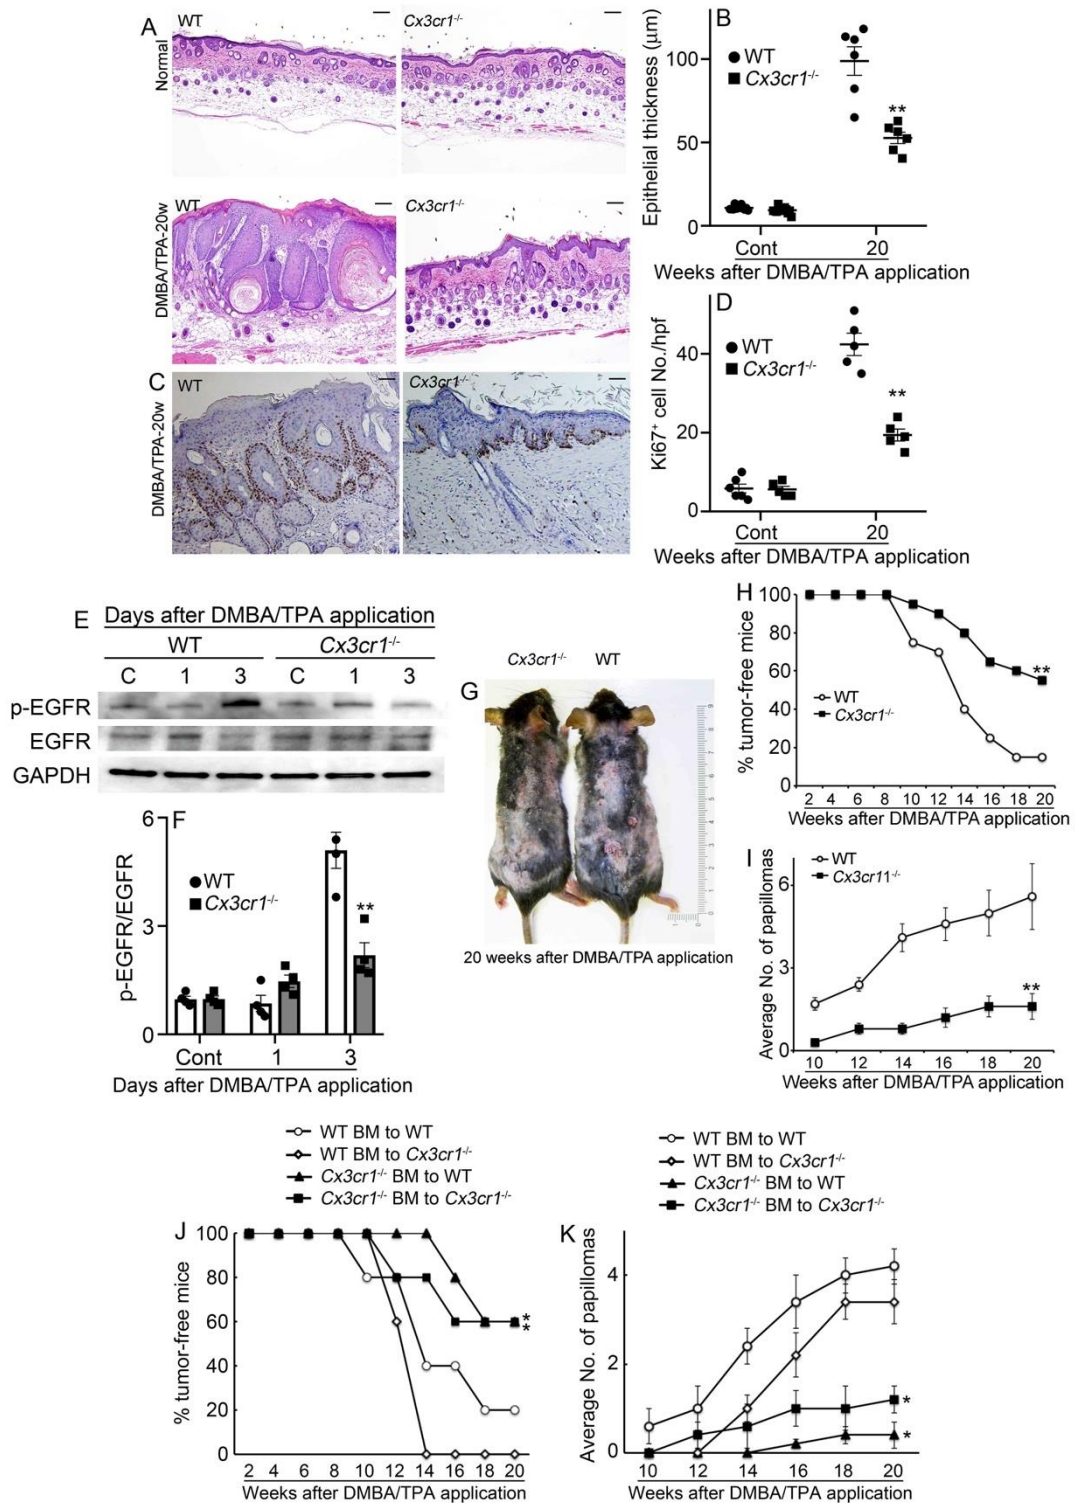 A
WT
Cx3cr1-/-
Normal
WT
Cx3cr1-/-
DMBA/TPA-20w
C
WT
Cx3cr1-/-
DMBA/TPA-20w
B
WT
Cx3cr1-/-
**
Epithelial thickness (µm)
100
50
0
Cont 20
Weeks after DMBA/TPA application
D
WT
Cx3cr1-/-
**
Ki67+ cell No./hpf
40
20
0
Cont 20
Weeks after DMBA/TPA application
E
Days after DMBA/TPA application
WT Cx3cr1-/-
C 1 3 C 1 3
p-EGFR
EGFR
GAPDH
F
WT
Cx3cr1-/-
**
p-EGFR/EGFR
6
3
0
Cont 1 3
Days after DMBA/TPA application
Cx3cr1-/- WT
G
20 weeks after DMBA/TPA application
H
% tumor-free mice
100
80
60
40
20
0
**
WT
Cx3cr1-/-
2 4 6 8 10 12 14 16 18 20
Weeks after DMBA/TPA application
I
WT
Cx3cr11-/-
Average No. of papillomas
6
3
0
**
10 12 14 16 18 20
Weeks after DMBA/TPA application
WT BM to WT
WT BM to Cx3cr1-/-
Cx3cr1-/- BM to WT
Cx3cr1-/- BM to Cx3cr1-/-
J
% tumor-free mice
100
80
60
40
20
0
*
*
2 4 6 8 10 12 14 16 18 20
Weeks after DMBA/TPA application
WT BM to WT
WT BM to Cx3cr1-/-
Cx3cr1-/- BM to WT
Cx3cr1-/- BM to Cx3cr1-/-
K
Average No. of papillomas
4
2
0
*
*
10 12 14 16 18 20
Weeks after DMBA/TPA application